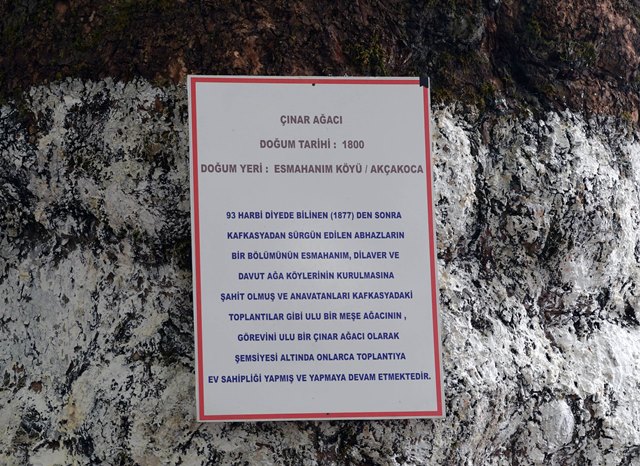 ÇINAR AĞACI
DOĞUM TARİHİ : 1800
DOĞUM YERİ : ESMAHANIM KÖYÜ / AKÇAKOCA
93 HARBİ DİYEDE BİLİNEN (1877) DEN SONRA
KAFKASYADAN SÜRGÜN EDİLEN ABHAZLARIN
BİR BÖLÜMÜNÜN ESMAHANIM, DİLAVER VE
DAVUT AĞA KÖYLERİNİN KURULMASINA
ŞAHİT OLMUŞ VE ANAVATANLARI KAFKASYADAKİ
TOPLANTILAR GİBİ ULU BİR MEŞE AĞACININ ,
GÖREVİNİ ULU BİR ÇINAR AĞACI OLARAK
ŞEMSİYESİ ALTINDA ONLARCA TOPLANTIYA
EV SAHİPLİĞİ YAPMIŞ VE YAPMAYA DEVAM ETMEKTEDİR.